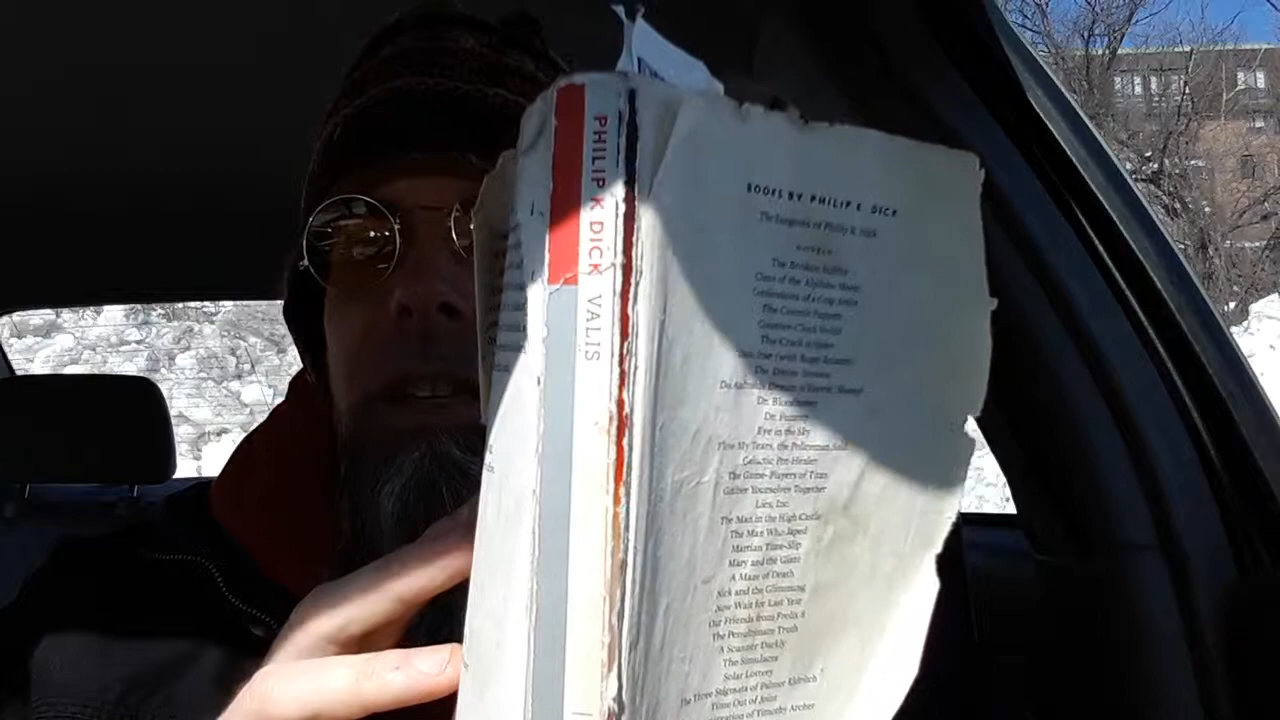 PHILIP K. DICK VALIS
BOOKS BY PHILIP K. DICK
The Exegesis of Philip K. Dick
NOVELS
The Broken Bubble
Clans of the Alphane Moon
Confessions of a Crap Artist
The Cosmic Puppets
Counter-Clock World
The Crack in Space
Deus Irae (with Roger Zelazny)
The Divine Invasion
Do Androids Dream of Electric Sheep?
Dr. Bloodmoney
Dr. Futurity
Eye in the Sky
Flow My Tears, the Policeman Said
Galactic Pot-Healer
The Game-Players of Titan
Gather Yourselves Together
Lies, Inc.
The Man in the High Castle
The Man Who Japed
Martian Time-Slip
Mary and the Giant
A Maze of Death
Nick and the Glimmung
Now Wait for Last Year
Our Friends from Frolix 8
The Penultimate Truth
A Scanner Darkly
The Simulacra
Solar Lottery
The Three Stigmata of Palmer Eldritch
Time Out of Joint
of Timothy Archer